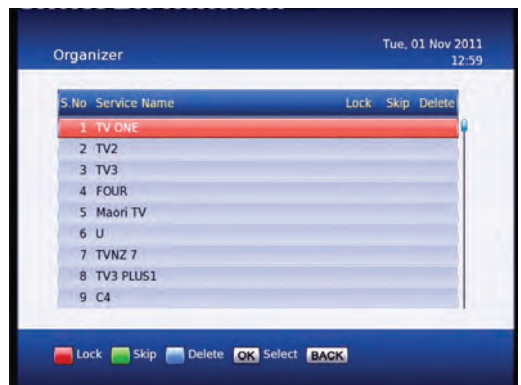 Organizer
Tue, 01 Nov 2011
12:59
S.No Service Name Lock Skip Delete
1 TV ONE
2 TV2
3 TV3
4 FOUR
5 Maori TV
6 U
7 TVNZ 7
8 TV3 PLUS1
9 C4
Lock Skip Delete OK Select BACK